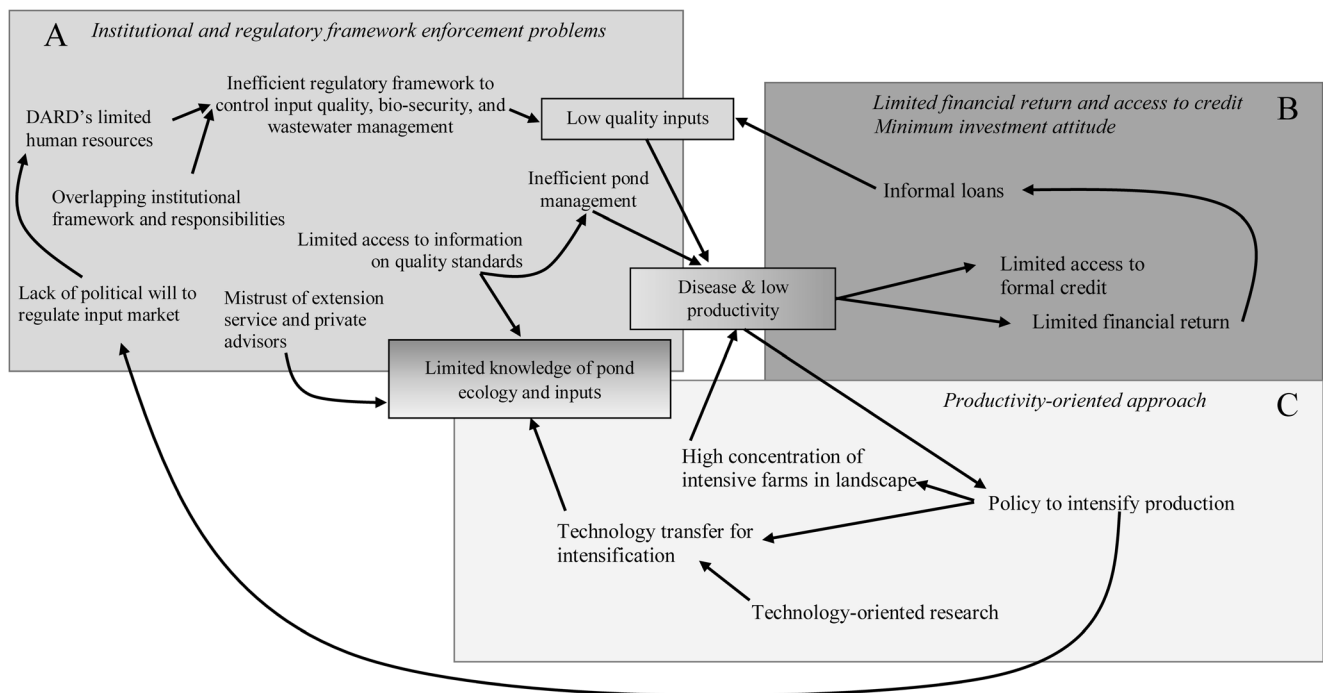 A
Institutional and regulatory framework enforcement problems
Inefficient regulatory framework to
control input quality, bio-security, and
wastewater management
DARD’s limited
human resources
Low quality inputs
Overlapping institutional
framework and responsibilities
Inefficient pond
management
Limited access to information
on quality standards
Lack of political will to
regulate input market
Mistrust of extension
service and private
advisors
Limited knowledge of pond
ecology and inputs
Disease & low
productivity
Limited financial return and access to credit
Minimum investment attitude
B
Informal loans
Limited access to
formal credit
Limited financial return
Productivity-oriented approach
C
High concentration of
intensive farms in landscape
Policy to intensify production
Technology transfer for
intensification
Technology-oriented research